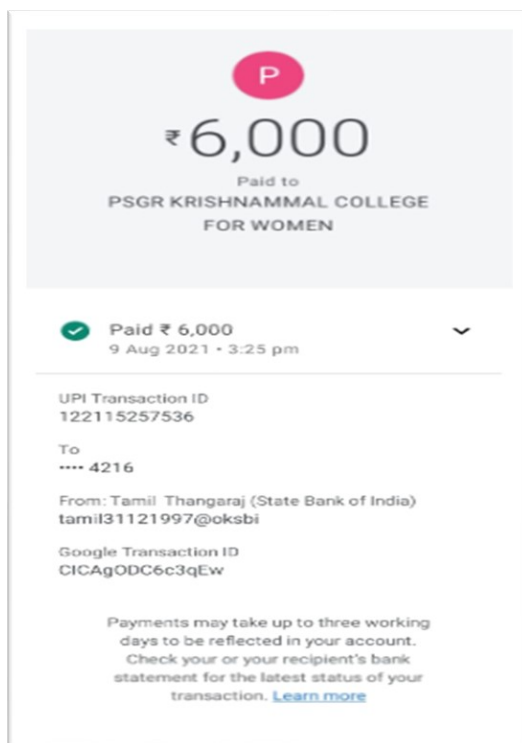 P
₹6,000
Paid to
PSGR KRISHNAMMAL COLLEGE
FOR WOMEN
Paid ₹ 6,000
9 Aug 2021 • 3:25 pm
UPI Transaction ID
122115257536
To
•••• 4216
From: Tamil Thangaraj (State Bank of India)
tamil31121997@oksbi
Google Transaction ID
CICAgODC6c3qEw
Payments may take up to three working
days to be reflected in your account.
Check your or your recipient's bank
statement for the latest status of your
transaction. Learn more